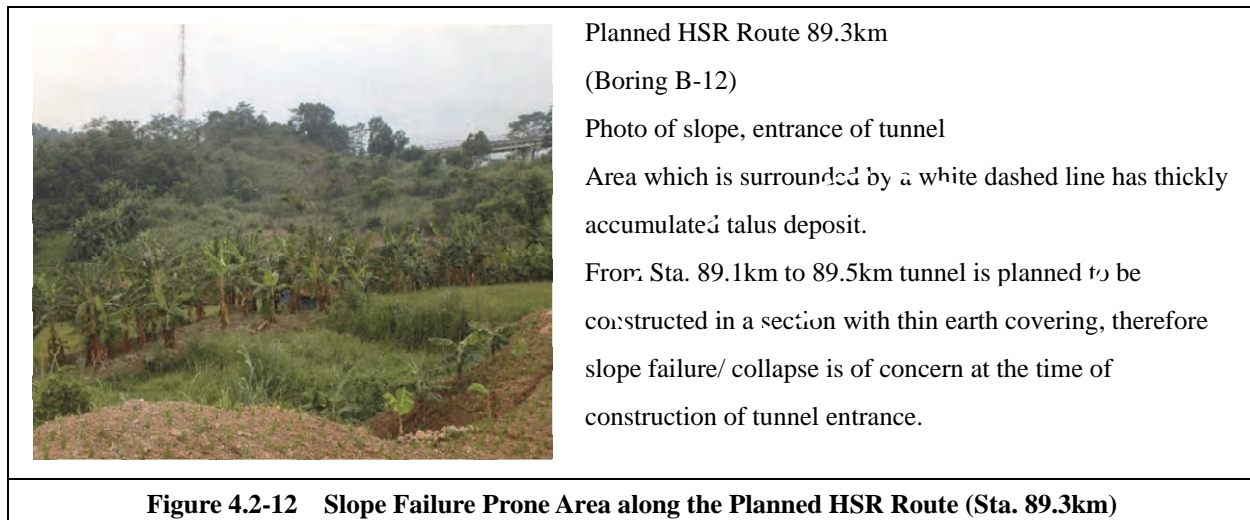 Planned HSR Route 89.3km
(Boring B-12)
Photo of slope, entrance of tunnel
Area which is surrounded by a white dashed line has thickly
accumulated talus deposit.
From Sta. 89.1km to 89.5km tunnel is planned to be
constructed in a section with thin earth covering, therefore
slope failure/ collapse is of concern at the time of
construction of tunnel entrance.
Figure 4.2-12 Slope Failure Prone Area along the Planned HSR Route (Sta. 89.3km)